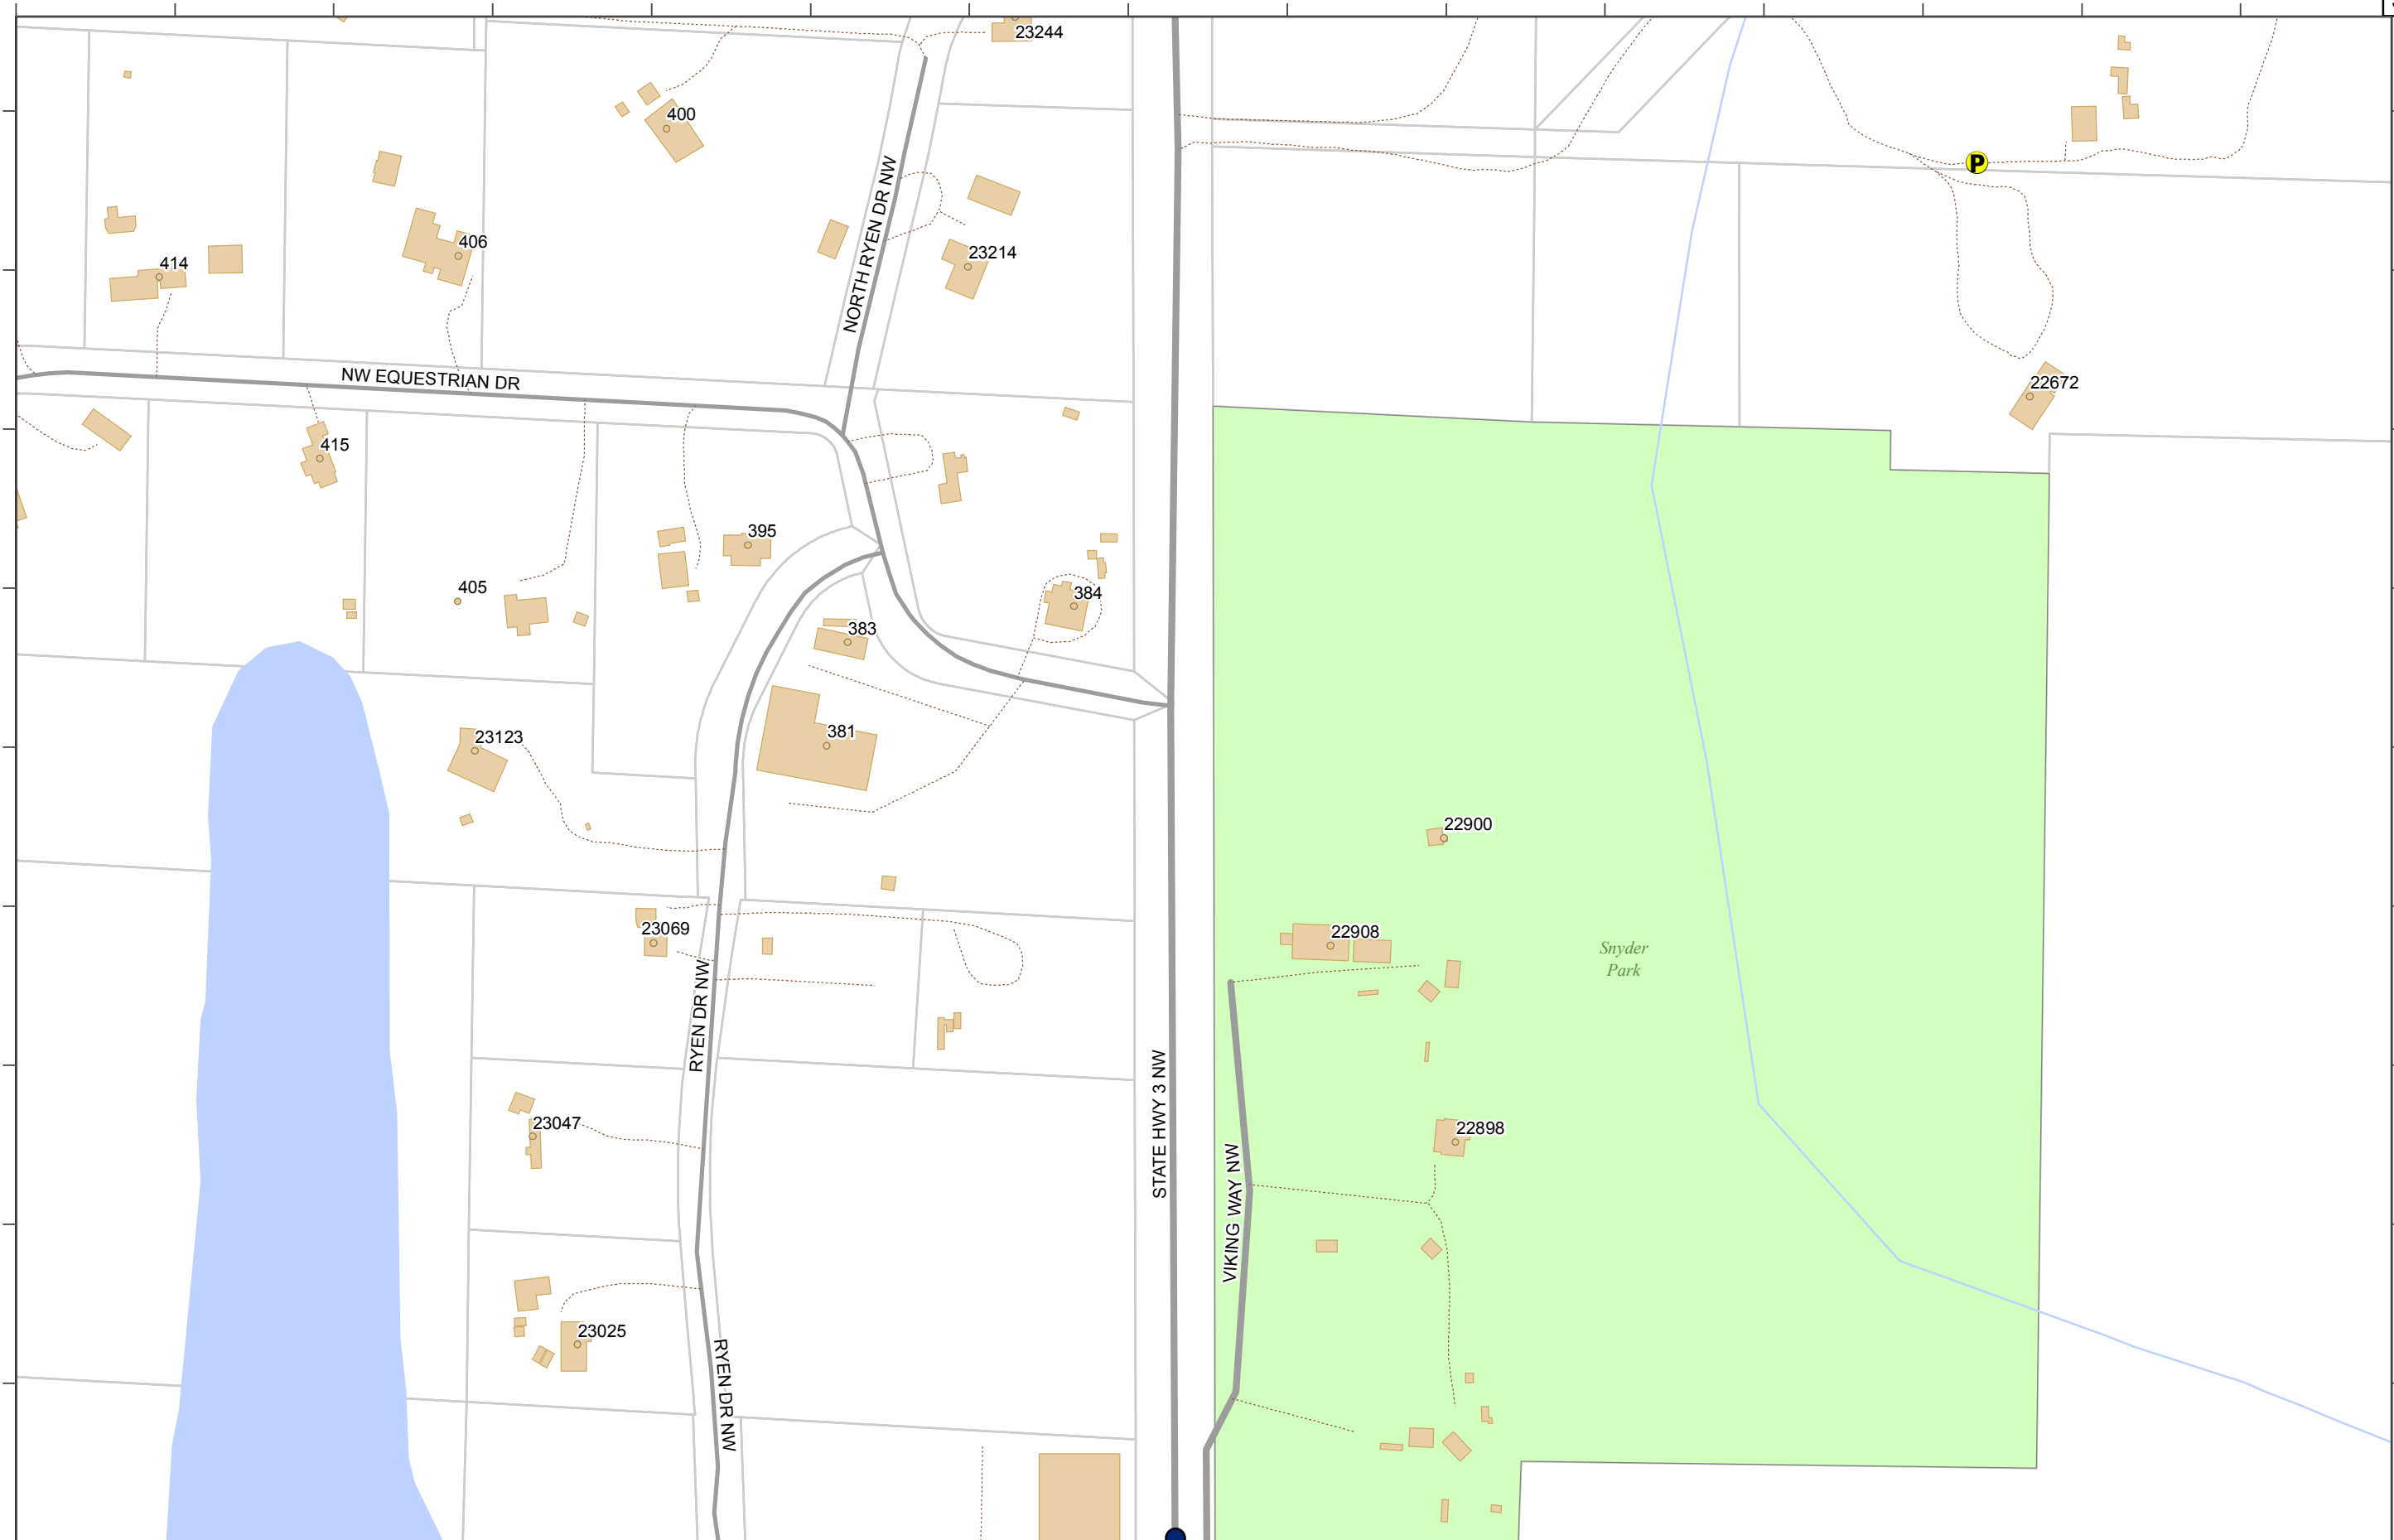 23244
400
P
NORTH RYEN DR NW
406
23214
414
NW EQUESTRIAN DR
22672
415
395
405
384
383
23123
381
22900
23069
22908
Snyder
Park
RYEN DR NW
STATE HWY 3 NW
23047
22898
VIKING WAY NW
23025
RYEN DR NW